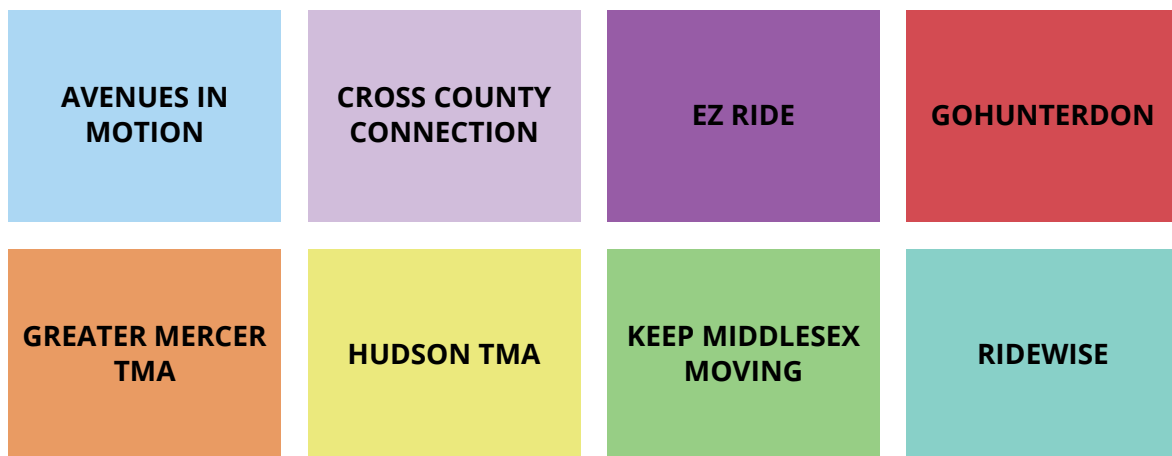 AVENUES IN
MOTION
CROSS COUNTY
CONNECTION
EZ RIDE
GOHUNTERDON
GREATER MERCER
TMA
HUDSON TMA
KEEP MIDDLESEX
MOVING
RIDEWISE